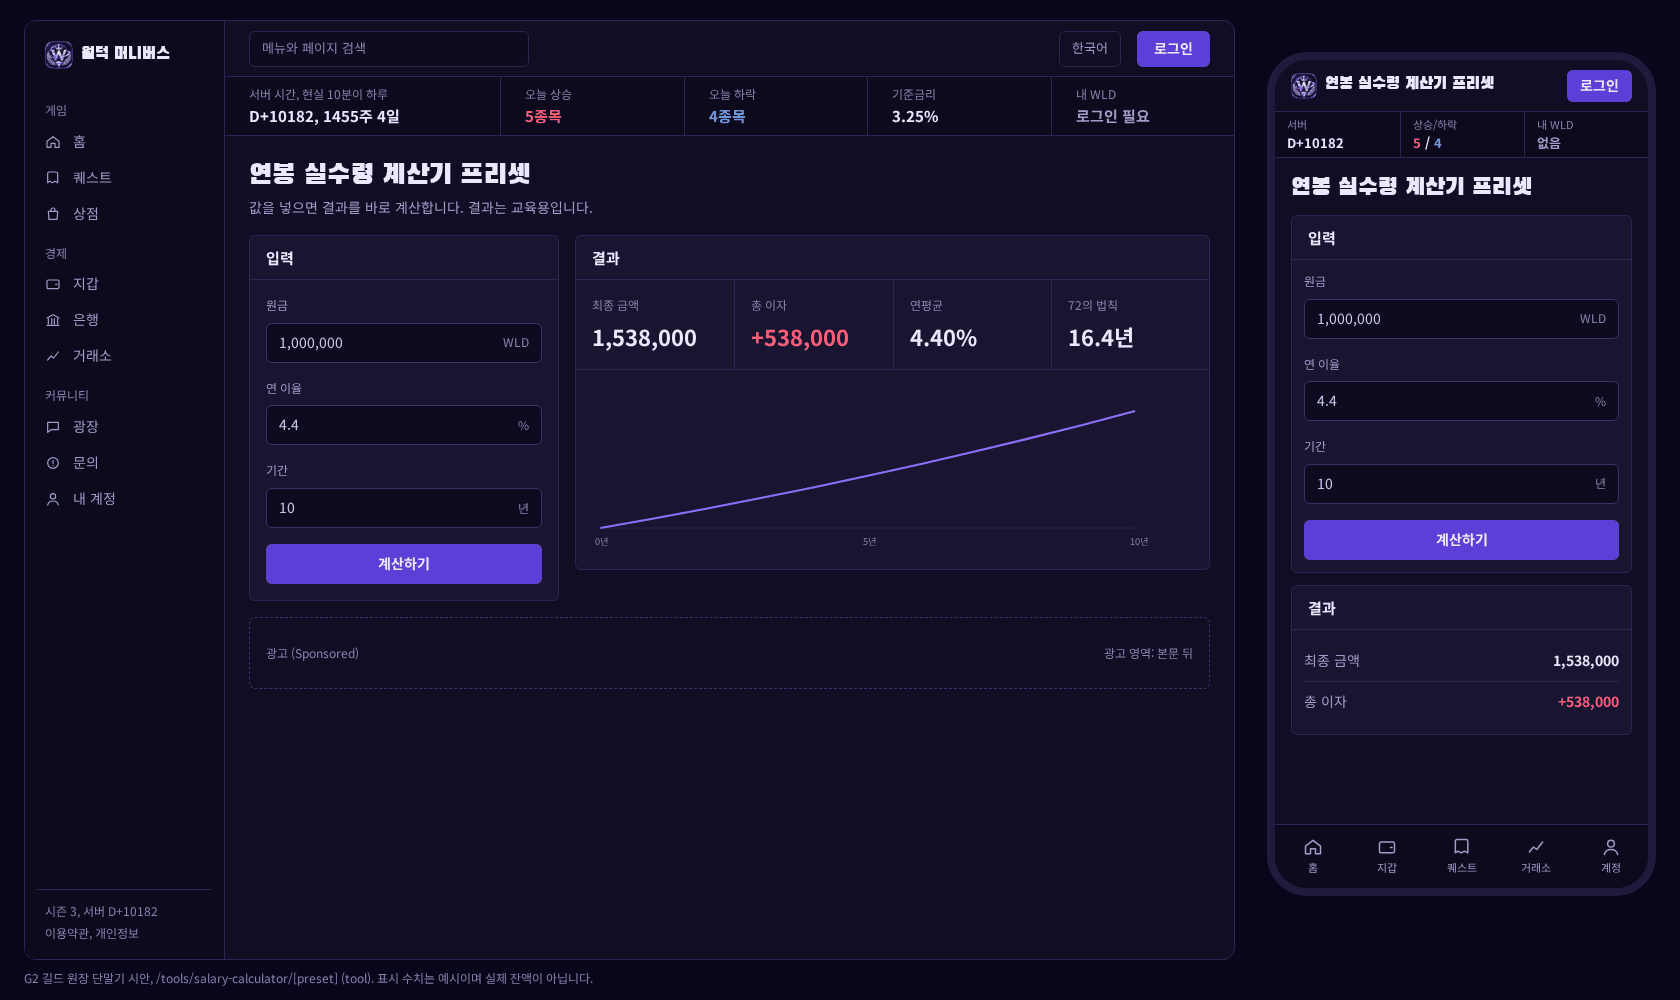 월덕 머니버스
게임
홈
퀘스트
상점
경제
지갑
은행
거래소
커뮤니티
광장
문의
내 계정
시즌 3, 서버 D+10182
이용약관, 개인정보
메뉴와 페이지 검색
한국어
로그인
서버 시간, 현실 10분이 하루
D+10182, 1455주 4일
오늘 상승
5종목
오늘 하락
4종목
기준금리
3.25%
내 WLD
로그인 필요
연봉 실수령 계산기 프리셋
값을 넣으면 결과를 바로 계산합니다. 결과는 교육용입니다.
입력
원금
1,000,000 WLD
연 이율
4.4 %
기간
10 년
계산하기
결과
최종 금액
1,538,000
총 이자
+538,000
연평균
4.40%
72의 법칙
16.4년
0년 5년 10년
광고 (Sponsored) 광고 영역: 본문 뒤
연봉 실수령 계산기 프리셋
로그인
서버
D+10182
상승/하락
5 / 4
내 WLD
없음
연봉 실수령 계산기 프리셋
입력
원금
1,000,000 WLD
연 이율
4.4 %
기간
10 년
계산하기
결과
최종 금액 1,538,000
총 이자 +538,000
홈 지갑 퀘스트 거래소 계정
G2 길드 원장 단말기 시안, /tools/salary-calculator/[preset] (tool). 표시 수치는 예시이며 실제 잔액이 아닙니다.